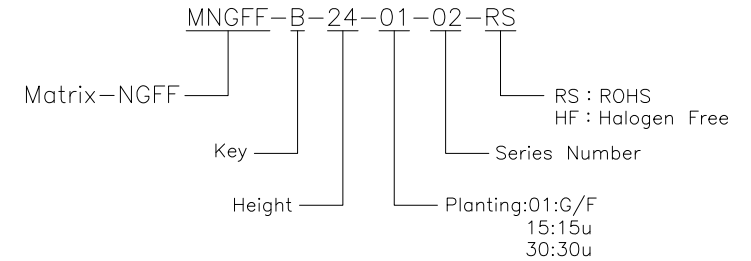 MNGFF-B-24-01-02-RS
Matrix-NGFF
RS:ROHS
HF:Halogen Free
Key
Series Number
Height
Planting:01:G/F
15:15u
30:30u